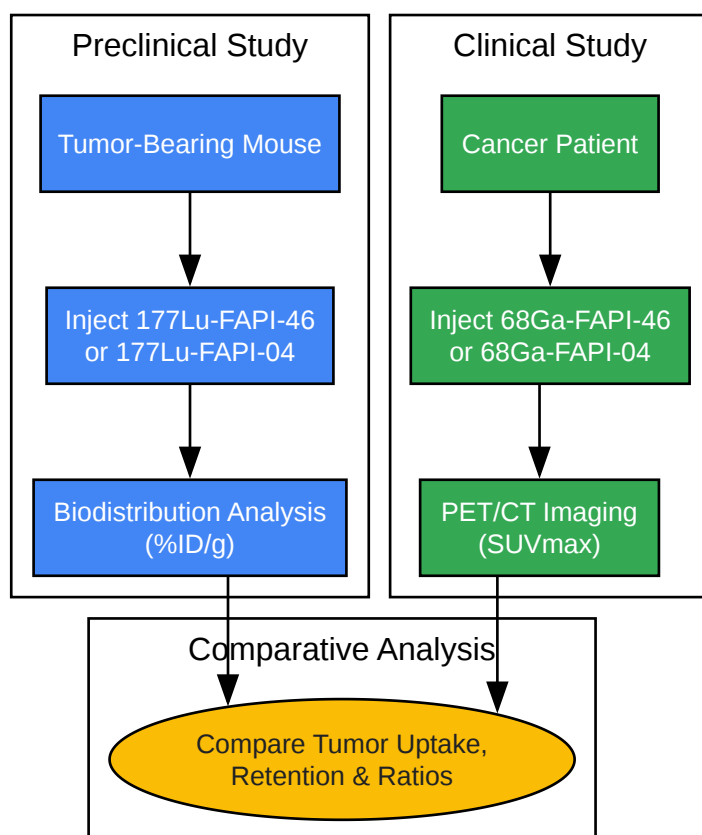 Preclinical Study
Tumor-Bearing Mouse
Inject 177Lu-FAPI-46
or 177Lu-FAPI-04
Biodistribution Analysis
(%ID/g)
Clinical Study
Cancer Patient
Inject 68Ga-FAPI-46
or 68Ga-FAPI-04
PET/CT Imaging
(SUVmax)
Comparative Analysis
Compare Tumor Uptake,
Retention & Ratios